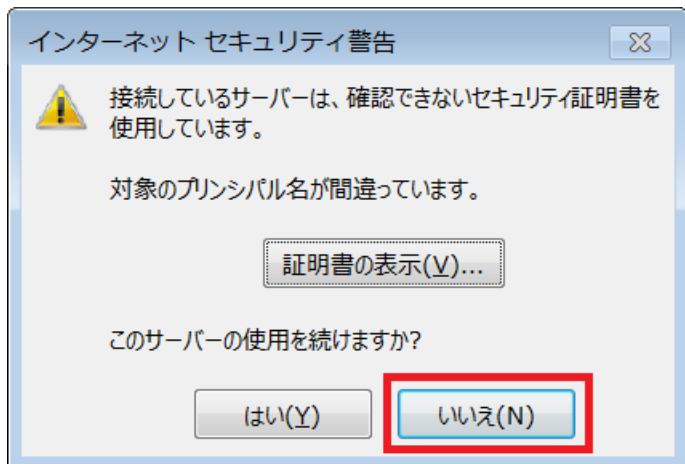 インターネット セキュリティ警告
接続しているサーバーは、確認できないセキュリティ証明書を
使用しています。
対象のプリンシパル名が間違っています。
証明書の表示(V)...
このサーバーの使用を続けますか?
はい(Y)
いいえ(N)